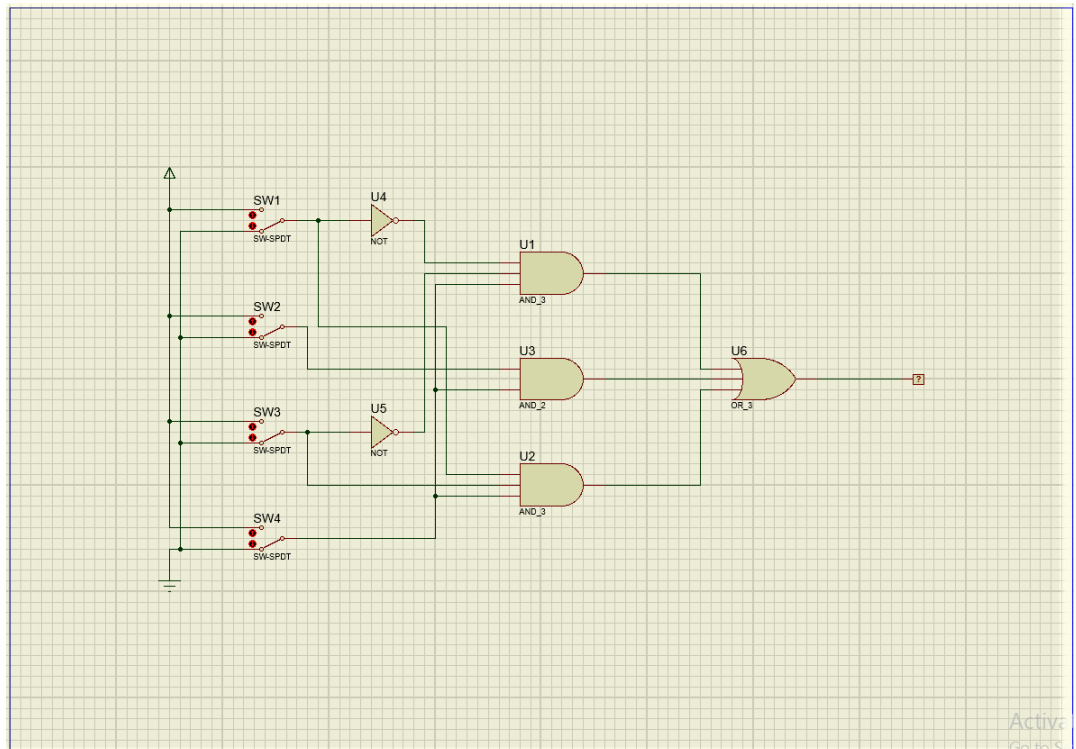 SW1
SW-SPDT
U4
NOT
U1
AND_3
SW2
SW-SPDT
U3
AND_2
U6
OR_3
?
SW3
SW-SPDT
U5
NOT
U2
AND_3
SW4
SW-SPDT